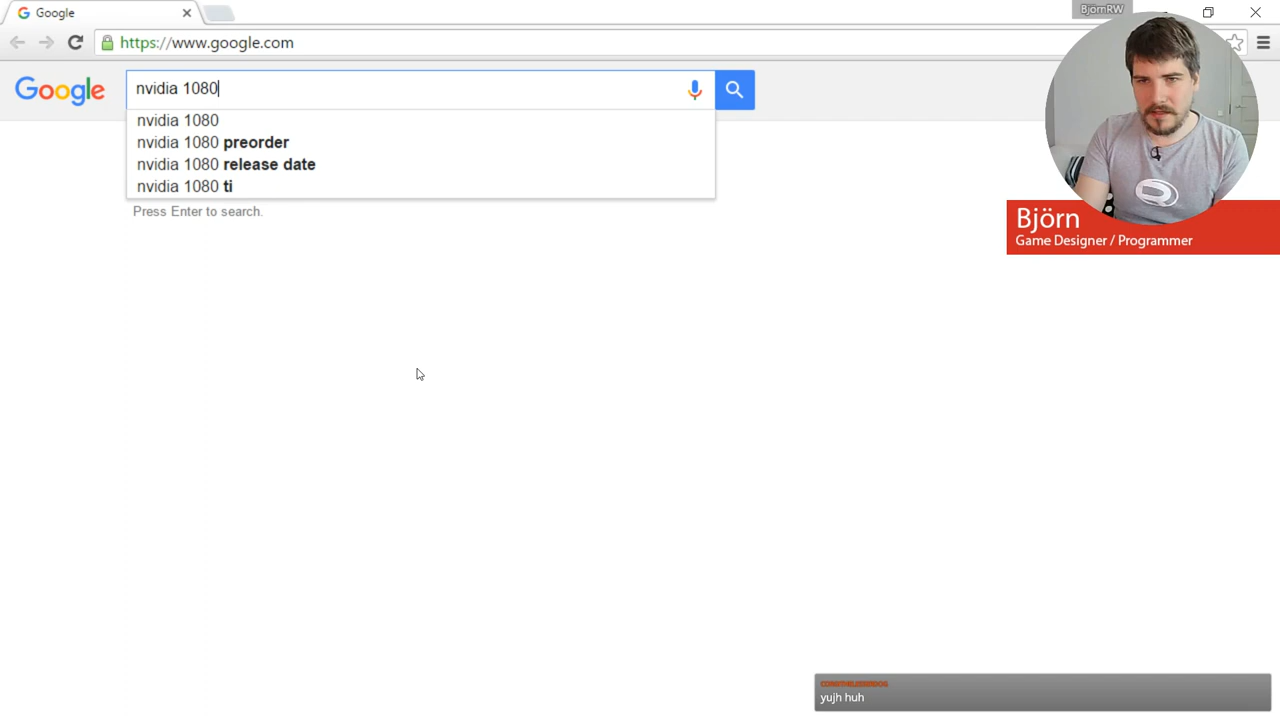 Google
BjörnRW
https://www.google.com
Google
nvidia 1080
nvidia 1080
nvidia 1080 preorder
nvidia 1080 release date
nvidia 1080 ti
Press Enter to search.
Björn
Game Designer / Programmer
yujh huh